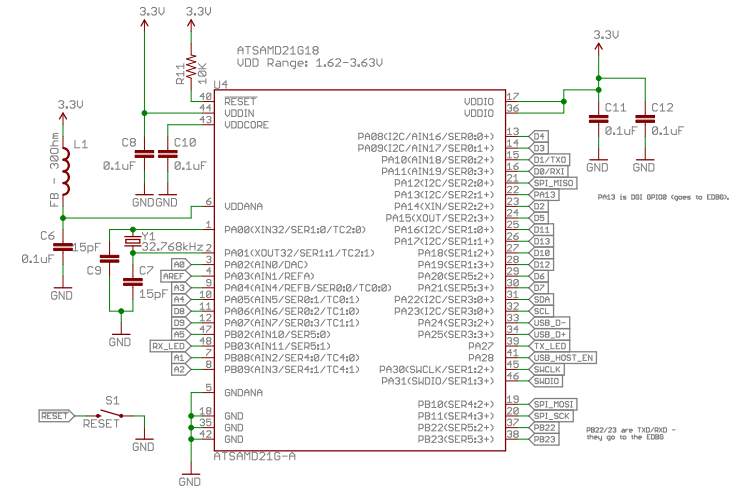 3.3V 3.3V
ATSAMD21G18
VDD Range: 1.62-3.63V
3.3V
R11 10K
U4
40 RESET VDDIO 17
44 VDDIN VDDIO 36
43 VDDCORE
C11 0.1uF C12 0.1uF
GND GND
3.3V
L1
FB - 30Ohm
C8 0.1uF C10 0.1uF
GND GND
PA08(I2C/AIN16/SER0:0+) 13 D4
PA09(I2C/AIN17/SER0:1+) 14 D3
PA10(AIN18/SER0:2+) 15 D1/TXO
PA11(AIN19/SER0:3+) 16 D0/RXI
PA12(I2C/SER2:0+) 21 SPI_MISO
PA13(I2C/SER2:1+) 22 PA13
PA13 is DGI GPIO0 (goes to EDBG).
6 VDDANA PA14(XIN/SER2:2+) 23 D2
PA15(XOUT/SER2:3+) 24 D5
1 PA00(XIN32/SER1:0/TC2:0) PA16(I2C/SER1:0+) 25 D11
PA17(I2C/SER1:1+) 26 D13
C6 0.1uF
15pF C9
Y1
32.768kHz
GND
PA18(SER1:2+) 27 D10
2 PA01(XOUT32/SER1:1/TC2:1)
A0 3 PA02(AIN0/DAC) PA19(SER1:3+) 28 D12
C7 15pF
AREF 4 PA03(AIN1/REFA) PA20(SER5:2+) 29 D6
A3 9 PA04(AIN4/REFB/SER0:0/TC0:0) PA21(SER5:3+) 30 D7
A4 10 PA05(AIN5/SER0:1/TC0:1) PA22(I2C/SER3:0+) 31 SDA
D8 11 PA06(AIN6/SER0:2/TC1:0) PA23(I2C/SER3:0+) 32 SCL
D9 12 PA07(AIN7/SER0:3/TC1:1) PA24(SER3:2+) 33 USB_D-
A5 47 PB02(AIN10/SER5:0) PA25(SER3:3+) 34 USB_D+
GND
RX_LED 48 PB03(AIN11/SER5:1) PA27 39 TX_LED
A1 7 PB08(AIN2/SER4:0/TC4:0) PA28 41 USB_HOST_EN
A2 8 PB09(AIN3/SER4:1/TC4:1) PA30(SWCLK/SER1:2+) 45 SWCLK
PA31(SWDIO/SER1:3+) 46 SWDIO
5 GNDANA
PB10(SER4:2+) 19 SPI_MOSI
S1
RESET RESET
GND
18 GND PB11(SER4:3+) 20 SPI_SCK
35 GND PB22(SER5:2+) 37 PB22
42 GND PB23(SER5:3+) 38 PB23
PB22/23 are TXD/RXD -
they go to the EDBG
ATSAMD21G-A
GND